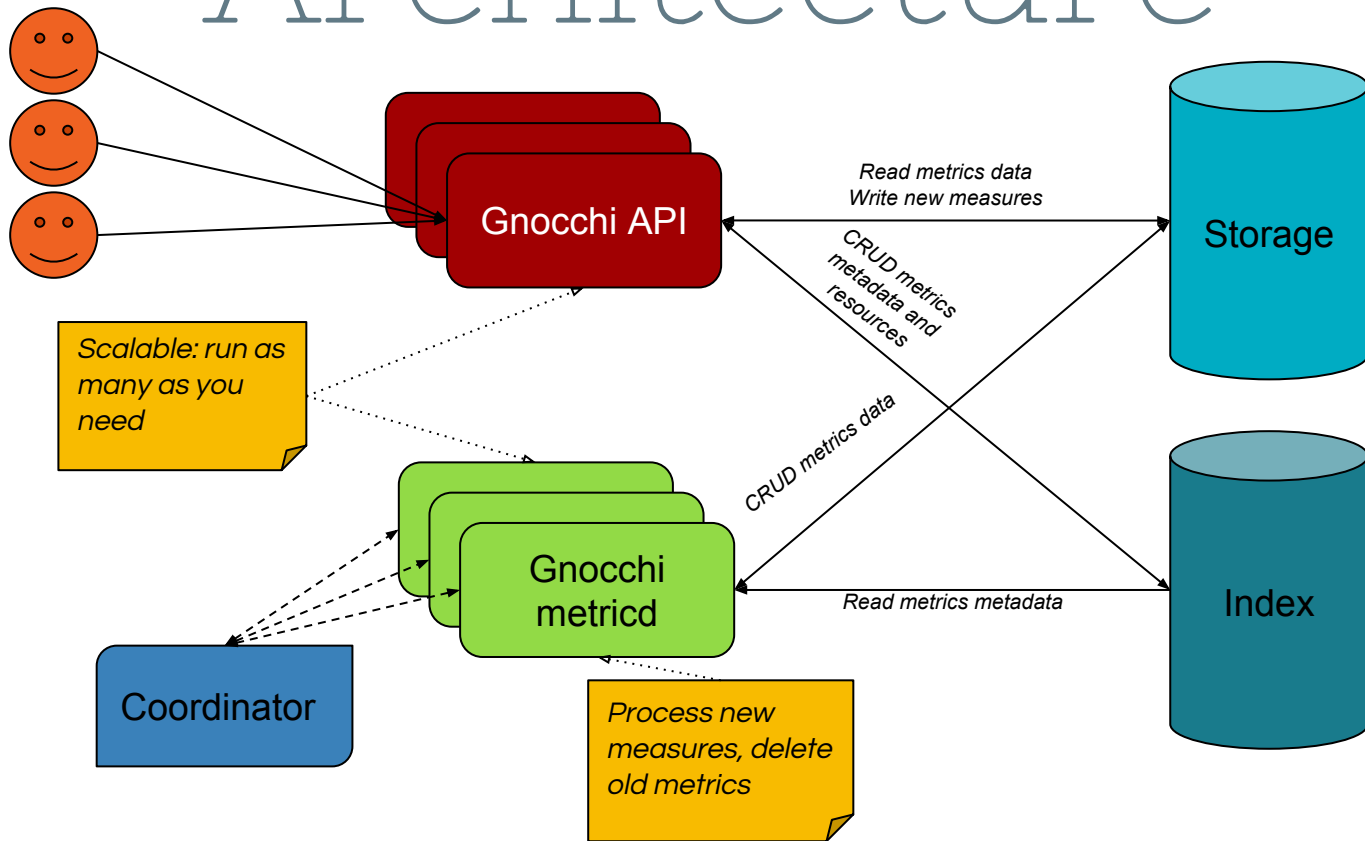 Architecture
Gnocchi API
Read metrics data
Write new measures
Storage
CRUD metrics
metadata and
resources
Scalable: run as
many as you
need
CRUD metrics data
Gnocchi
metricd
Read metrics metadata
Index
Coordinator
Process new
measures, delete
old metrics